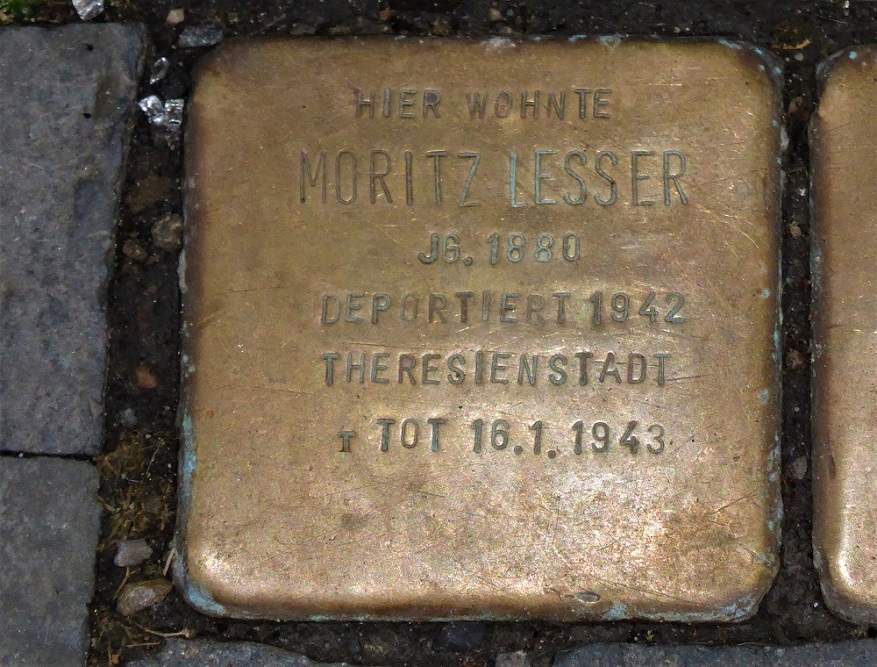 HIER WOHNTE
MORITZ LESSER
JG. 1880
DEPORTIERT 1942
THERESIENSTADT
T TOT 16.1.1943